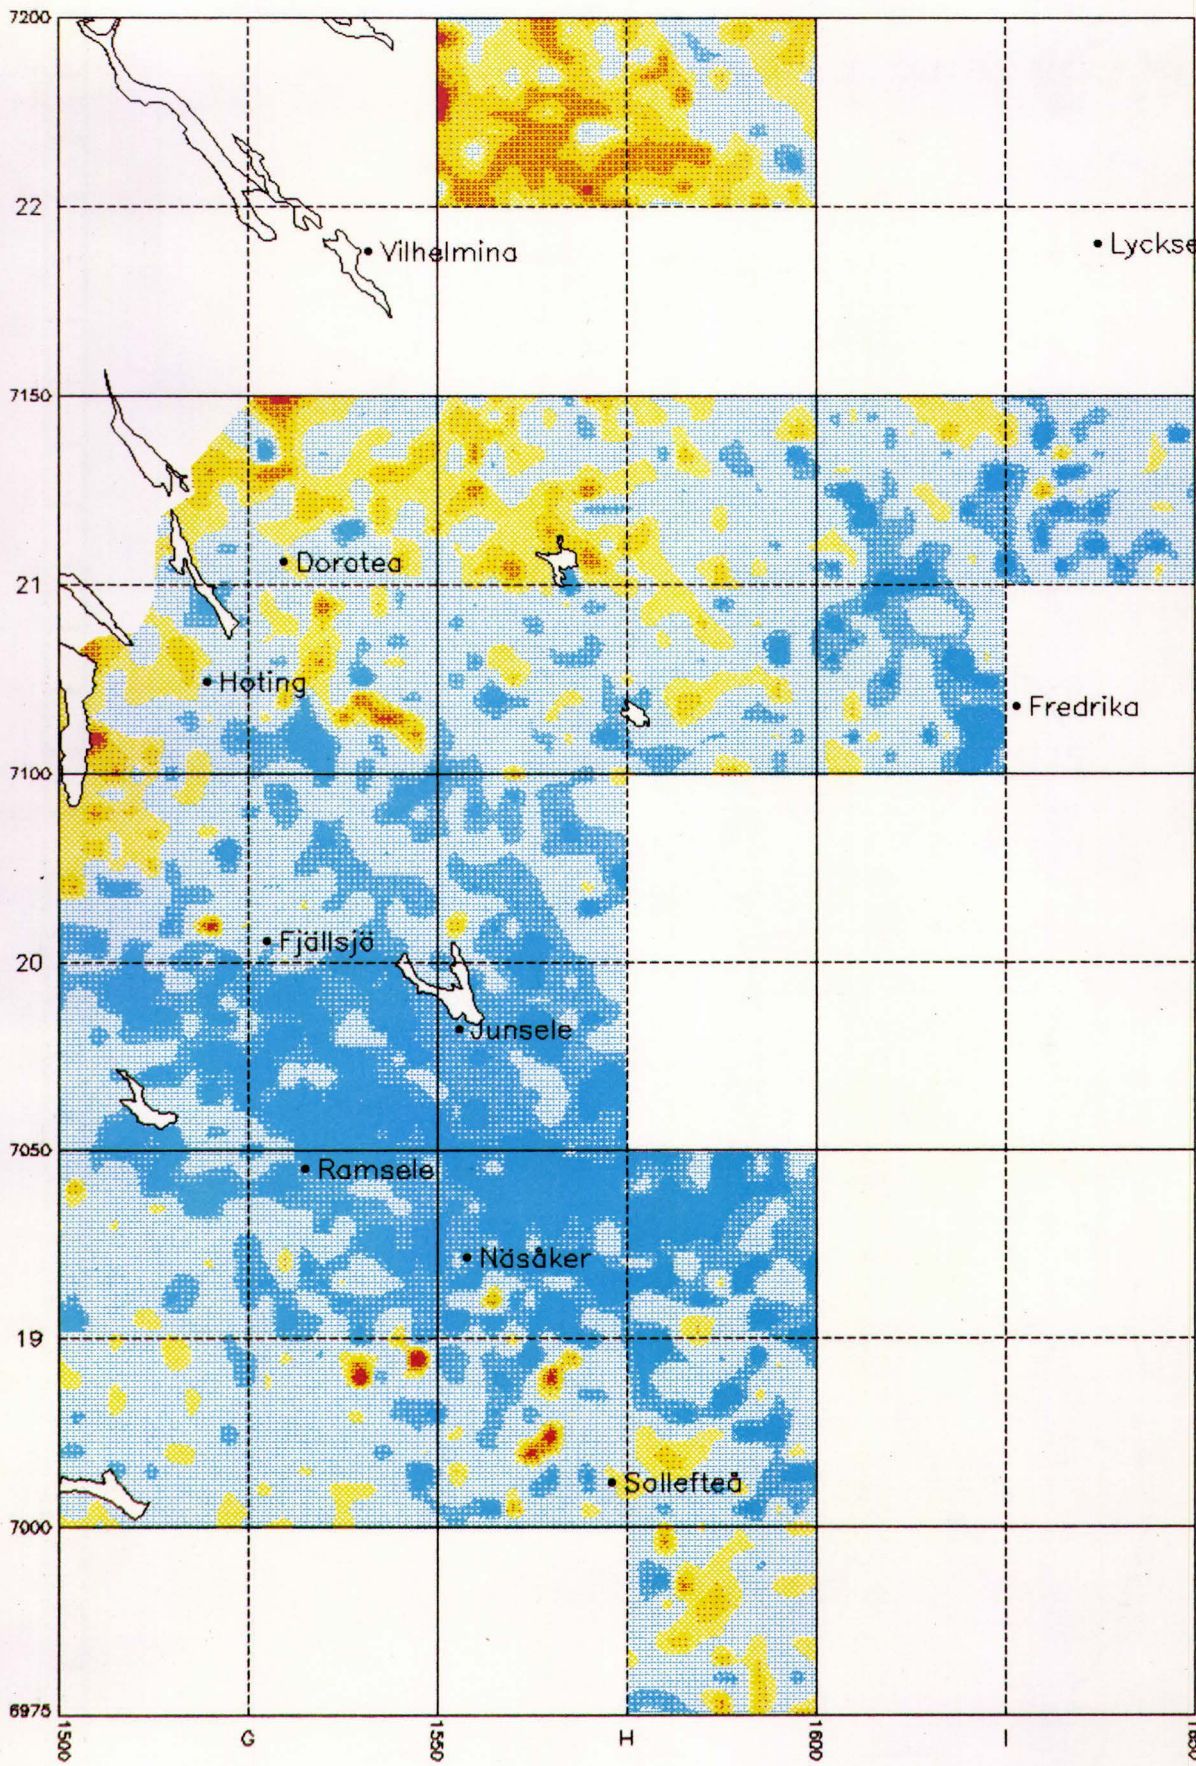 7200
22
Vilhelmina
Lyckse
7150
Dorotea
21
Hoting
Fredrika
7100
Fjällsjö
20
Junsele
7050
Ramsele
Näsåker
19
Sollefteå
7000
6975
1500
G
1550
H
1600
I